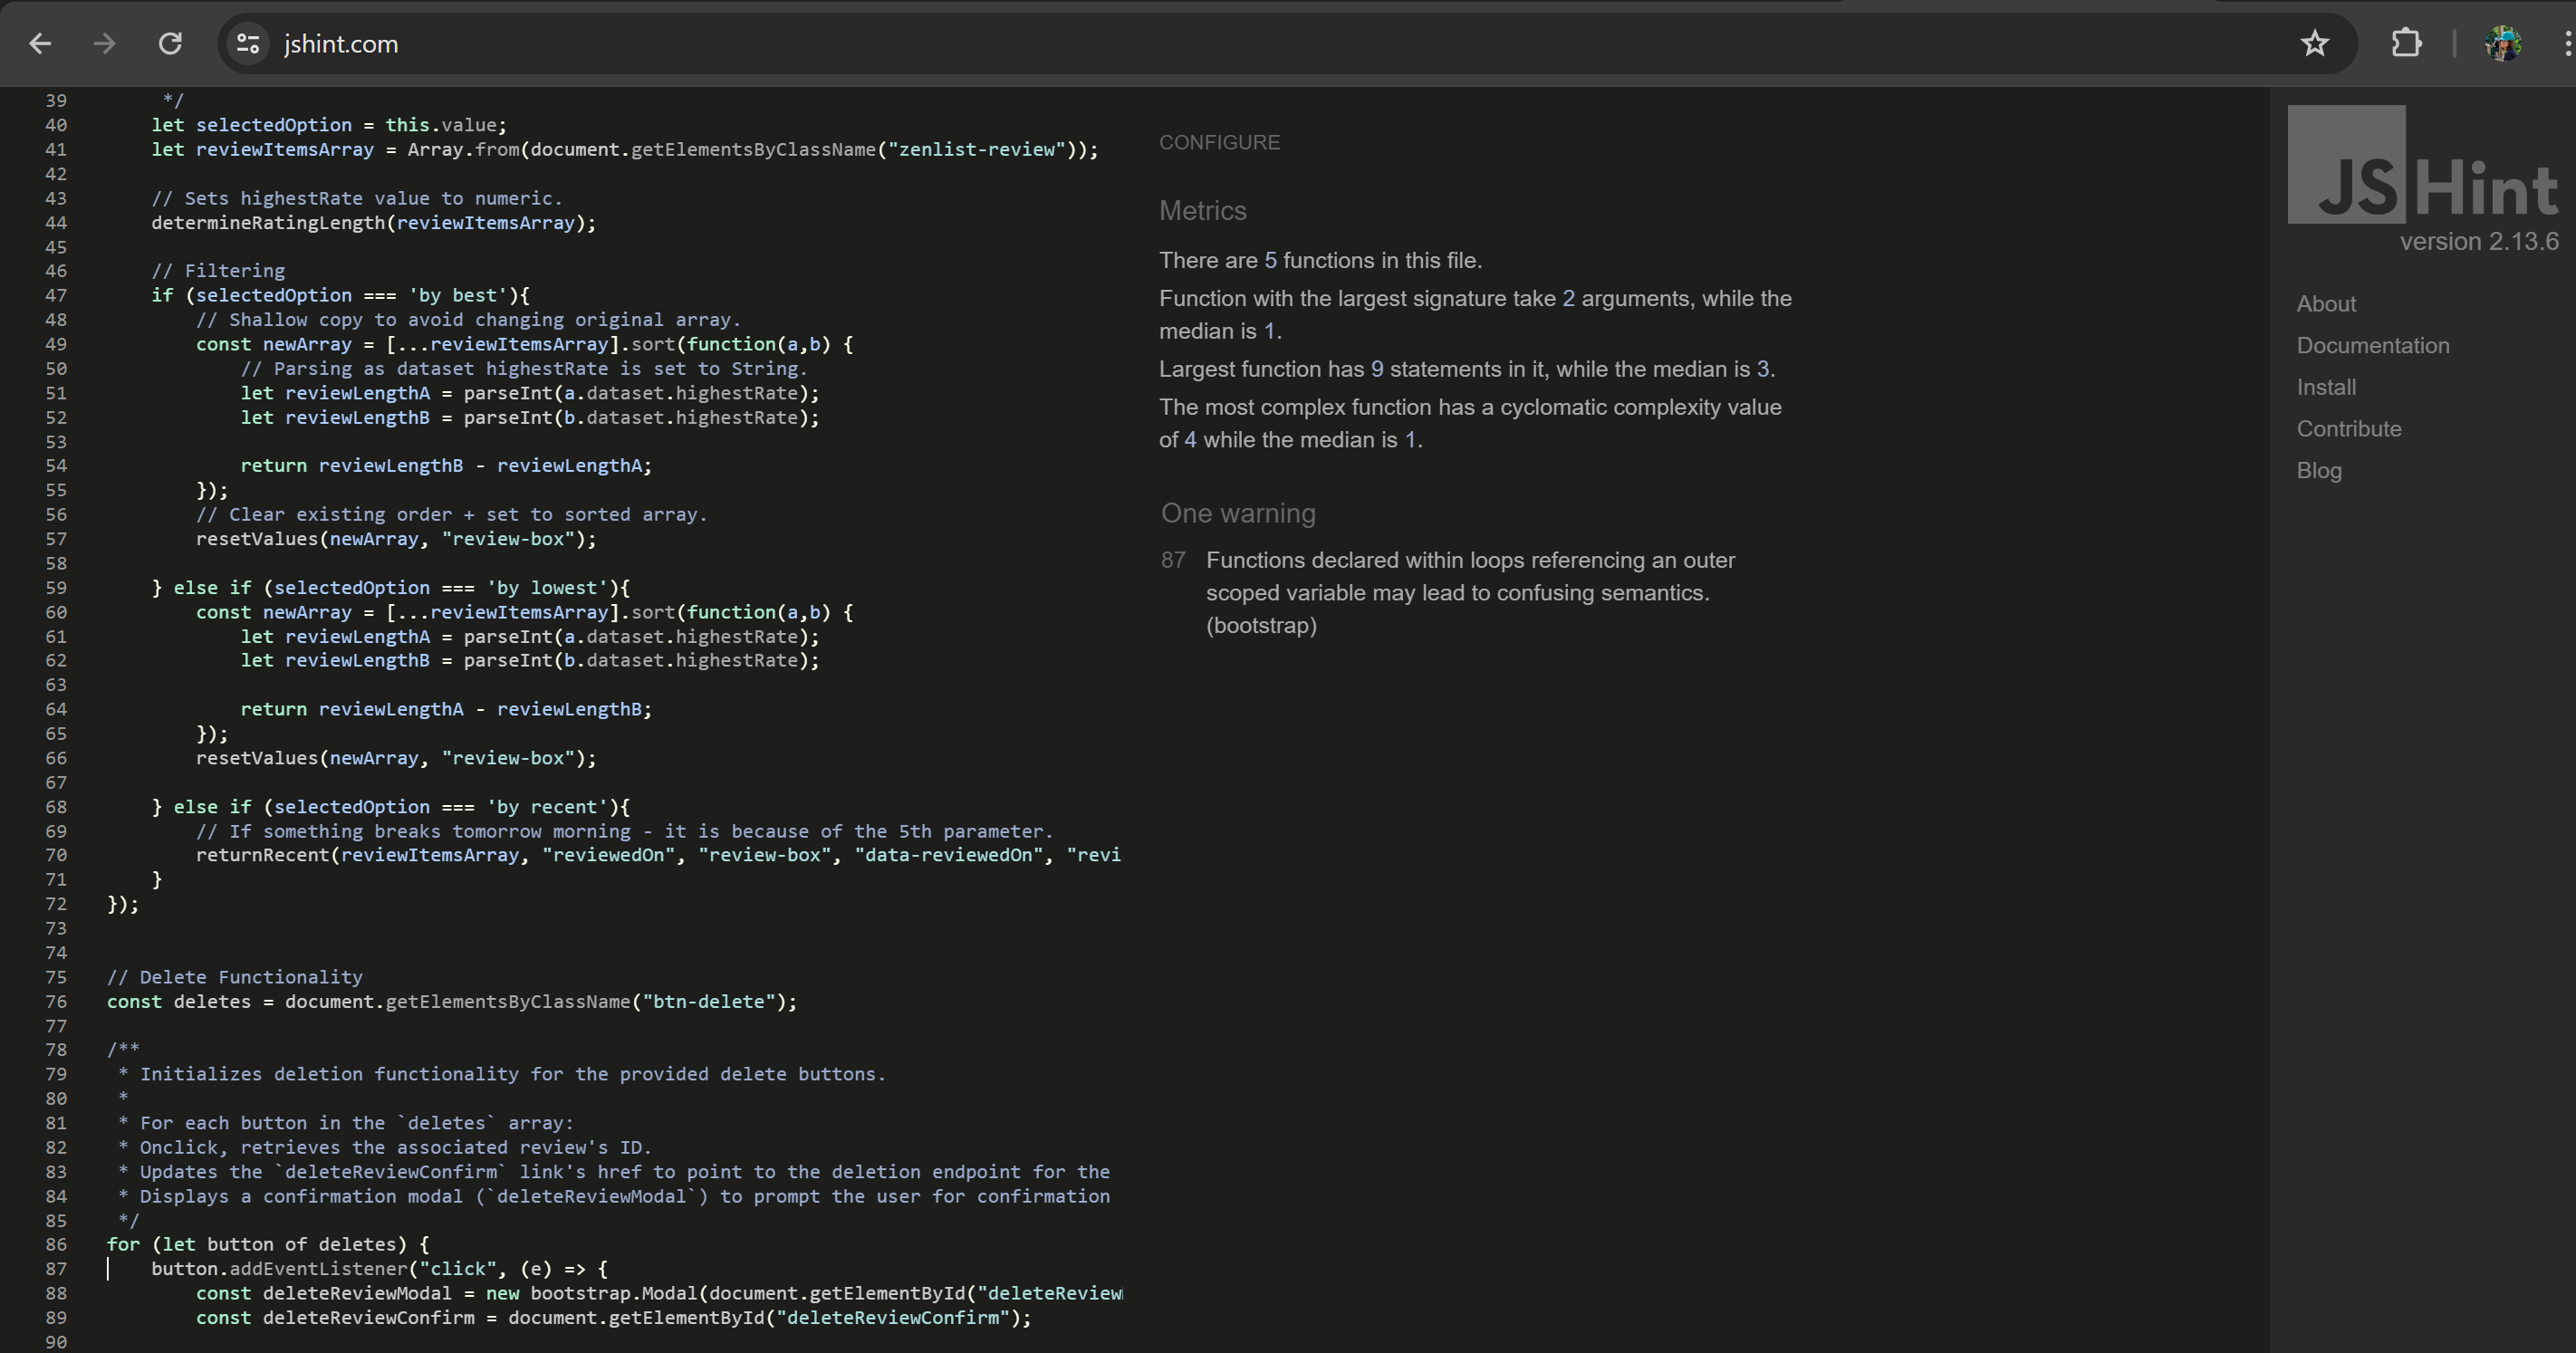 jshint.com
39 */
40 let selectedOption = this.value;
41 let reviewItemsArray = Array.from(document.getElementsByClassName("zenlist-review"));
42
43 // Sets highestRate value to numeric.
44 determineRatingLength(reviewItemsArray);
45
46 // Filtering
47 if (selectedOption === 'by best'){
48 // Shallow copy to avoid changing original array.
49 const newArray = [...reviewItemsArray].sort(function(a,b) {
50 // Parsing as dataset highestRate is set to String.
51 let reviewLengthA = parseInt(a.dataset.highestRate);
52 let reviewLengthB = parseInt(b.dataset.highestRate);
53
54 return reviewLengthB - reviewLengthA;
55 });
56 // Clear existing order + set to sorted array.
57 resetValues(newArray, "review-box");
58
59 } else if (selectedOption === 'by lowest'){
60 const newArray = [...reviewItemsArray].sort(function(a,b) {
61 let reviewLengthA = parseInt(a.dataset.highestRate);
62 let reviewLengthB = parseInt(b.dataset.highestRate);
63
64 return reviewLengthA - reviewLengthB;
65 });
66 resetValues(newArray, "review-box");
67
68 } else if (selectedOption === 'by recent'){
69 // If something breaks tomorrow morning - it is because of the 5th parameter.
70 returnRecent(reviewItemsArray, "reviewedOn", "review-box", "data-reviewedOn", "revi
71 }
72 });
73
74
75 // Delete Functionality
76 const deletes = document.getElementsByClassName("btn-delete");
77
78 /**
79 * Initializes deletion functionality for the provided delete buttons.
80 *
81 * For each button in the `deletes` array:
82 * Onclick, retrieves the associated review's ID.
83 * Updates the `deleteReviewConfirm` link's href to point to the deletion endpoint for the
84 * Displays a confirmation modal (`deleteReviewModal`) to prompt the user for confirmation
85 */
86 for (let button of deletes) {
87 button.addEventListener("click", (e) => {
88 const deleteReviewModal = new bootstrap.Modal(document.getElementById("deleteReview
89 const deleteReviewConfirm = document.getElementById("deleteReviewConfirm");
90
CONFIGURE
Metrics
There are 5 functions in this file.
Function with the largest signature take 2 arguments, while the
median is 1.
Largest function has 9 statements in it, while the median is 3.
The most complex function has a cyclomatic complexity value
of 4 while the median is 1.
One warning
87 Functions declared within loops referencing an outer
scoped variable may lead to confusing semantics.
(bootstrap)
JSHint
version 2.13.6
About
Documentation
Install
Contribute
Blog